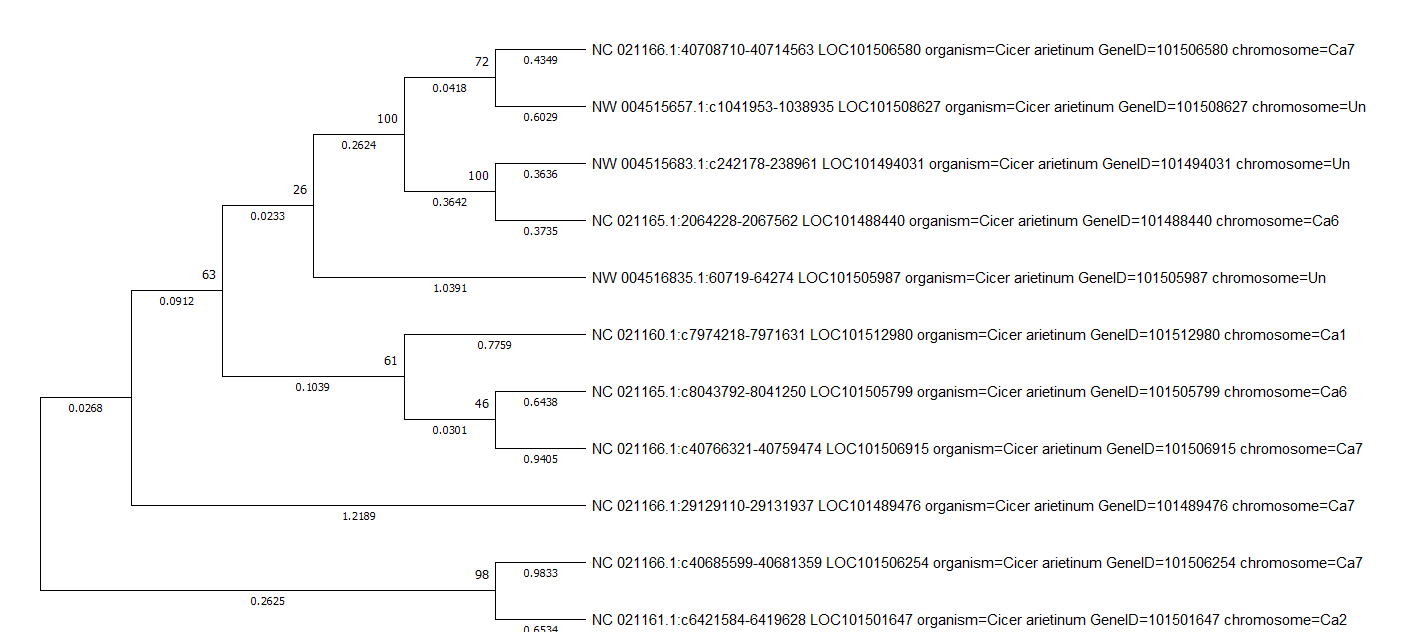 NC 021166.1:40708710-40714563 LOC101506580 organism=Cicer arietinum GeneID=101506580 chromosome=Ca7
72
0.4349
0.0418
NW 004515657.1:c1041953-1038935 LOC101508627 organism=Cicer arietinum GeneID=101508627 chromosome=Un
100
0.6029
0.2624
NW 004515683.1:c242178-238961 LOC101494031 organism=Cicer arietinum GeneID=101494031 chromosome=Un
100
0.3636
26
0.3642
0.0233
NC 021165.1:2064228-2067562 LOC101488440 organism=Cicer arietinum GeneID=101488440 chromosome=Ca6
0.3735
63
NW 004516835.1:60719-64274 LOC101505987 organism=Cicer arietinum GeneID=101505987 chromosome=Un
1.0391
0.0912
NC 021160.1:c7974218-7971631 LOC101512980 organism=Cicer arietinum GeneID=101512980 chromosome=Ca1
0.7759
61
0.1039
NC 021165.1:c8043792-8041250 LOC101505799 organism=Cicer arietinum GeneID=101505799 chromosome=Ca6
46
0.6438
0.0268
0.0301
NC 021166.1:c40766321-40759474 LOC101506915 organism=Cicer arietinum GeneID=101506915 chromosome=Ca7
0.9405
NC 021166.1:29129110-29131937 LOC101489476 organism=Cicer arietinum GeneID=101489476 chromosome=Ca7
1.2189
NC 021166.1:c40685599-40681359 LOC101506254 organism=Cicer arietinum GeneID=101506254 chromosome=Ca7
98
0.9833
0.2625
NC 021161.1:c6421584-6419628 LOC101501647 organism=Cicer arietinum GeneID=101501647 chromosome=Ca2
0.6534